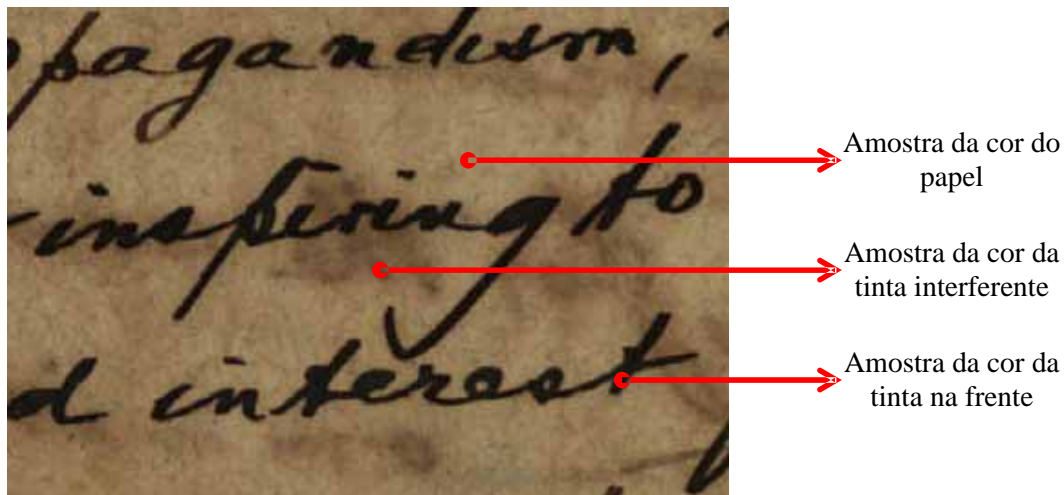 pagandism,
Amostra da cor do
papel
inspiring to
Amostra da cor da
tinta interferente
d interest
Amostra da cor da
tinta na frente